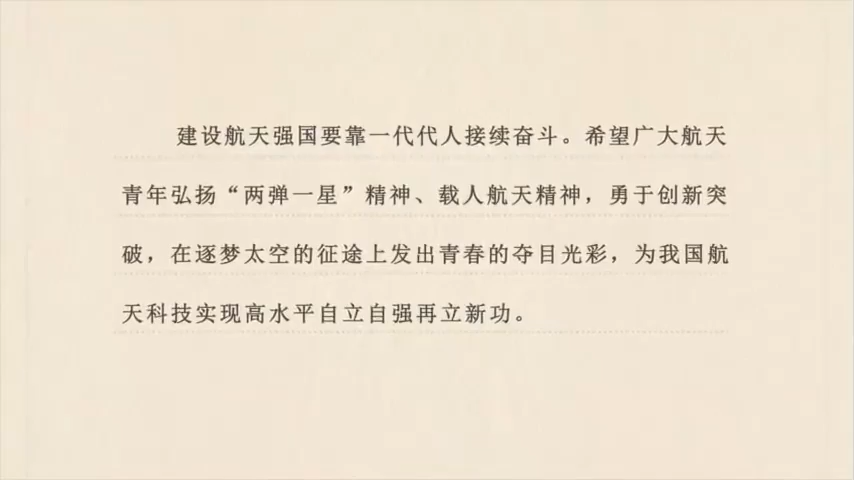 建设航天强国要靠一代代人接续奋斗。希望广大航天
青年弘扬“两弹一星”精神、载人航天精神，勇于创新突
破，在逐梦太空的征途上发出青春的夺目光彩，为我国航
天科技实现高水平自立自强再立新功。